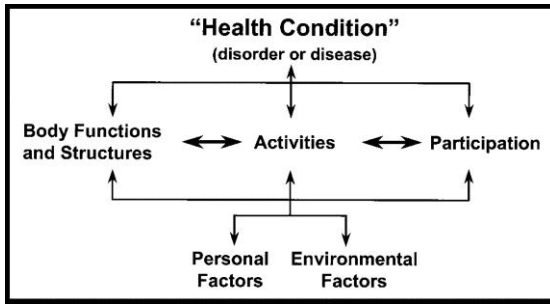 “Health Condition”
(disorder or disease)
Body Functions
and Structures
Activities
Participation
Personal
Factors
Environmental
Factors